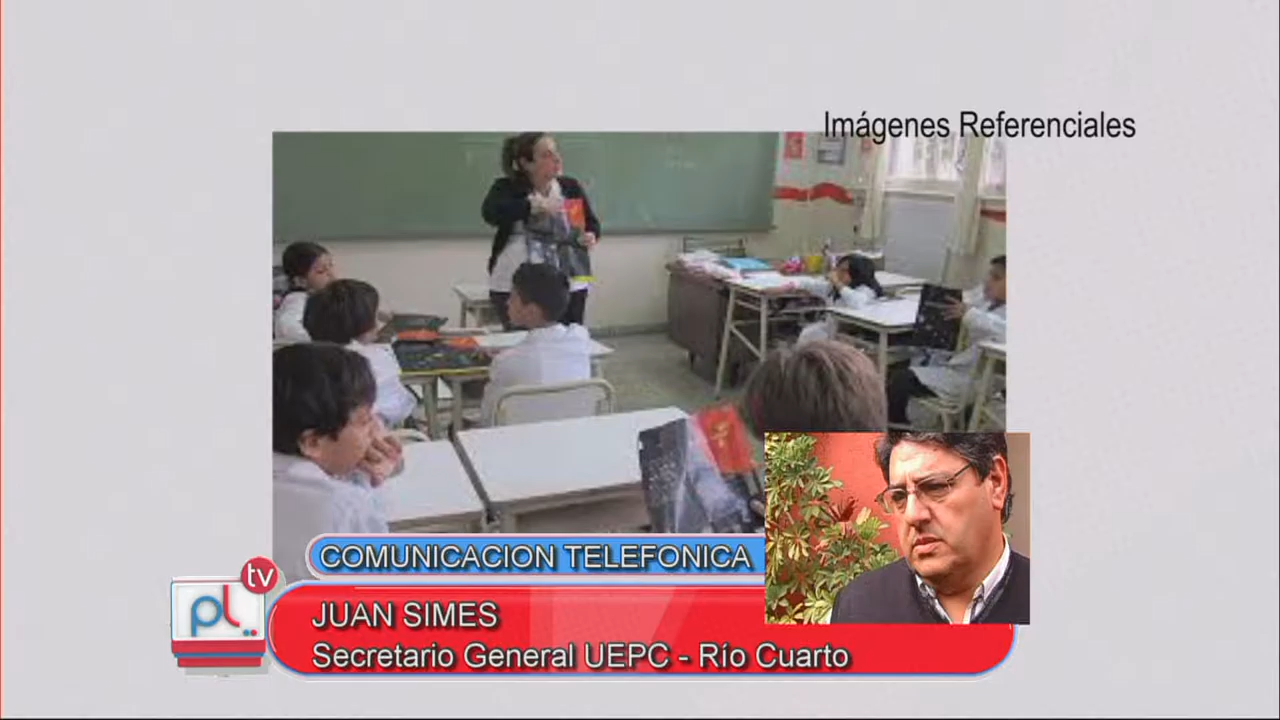 Imágenes Referenciales
COMUNICACION TELEFONICA
tv
pl..
JUAN SIMES
Secretario General UEPC - Río Cuarto